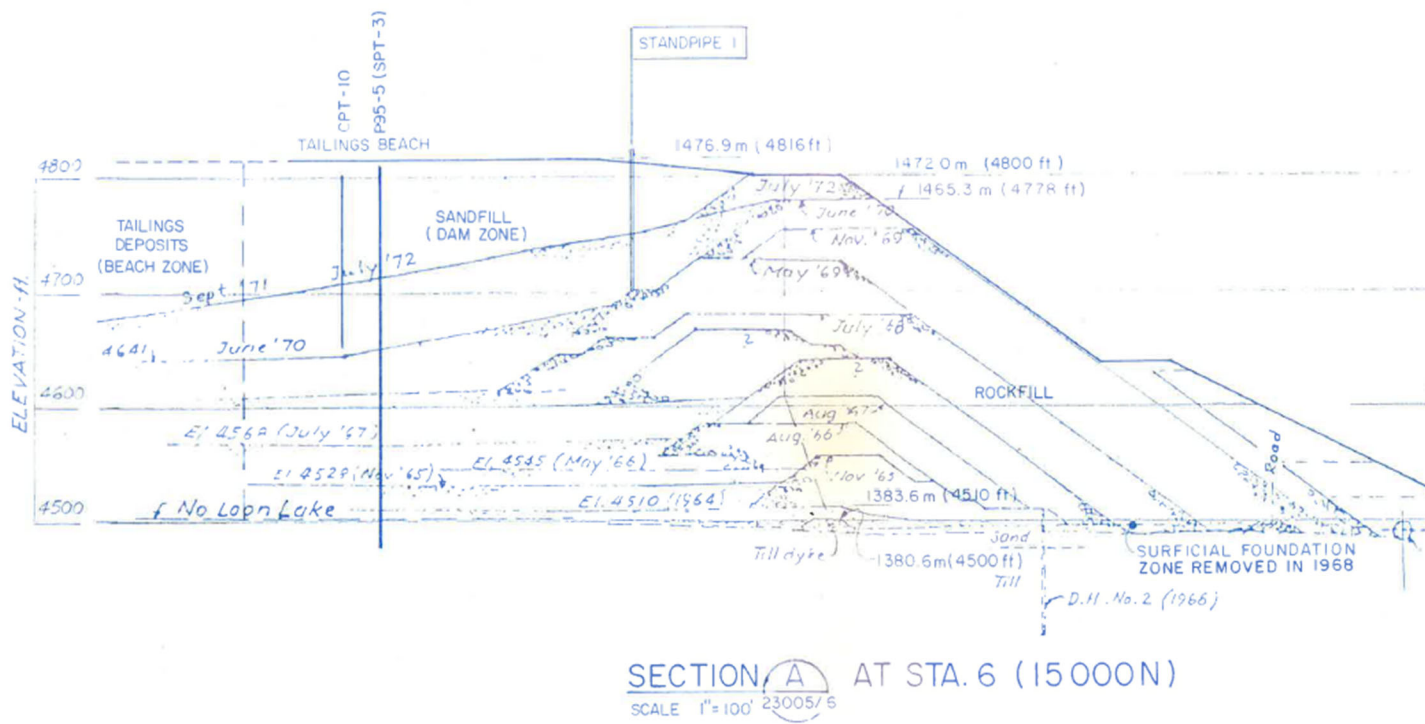 STANDPIPE 1
CPT-10
P95-5 (SPT-3)
TAILINGS BEACH
1476.9 m (4816 ft)
1472.0 m (4800 ft)
1465.3 m (4778 ft)
4800
4700
4600
4500
ELEVATION-ft.
TAILINGS
DEPOSITS
(BEACH ZONE)
SANDFILL
(DAM ZONE)
July '72
June '70
Nov. '69
May '69
Sept. '71
July '72
4641
June '70
July '68
2
2
ROCKFILL
Aug '67
Aug. '66
El 4568 (July '67)
El. 4545 (May '66)
El 4529 (Nov '65)
Nov '65
El. 4510 (1964)
1383.6 m (4510 ft)
No Loon Lake
Road
Sand
Till dyke
1380.6m (4500 ft)
Till
SURFICIAL FOUNDATION
ZONE REMOVED IN 1968
D.H. No. 2 (1966)
SECTION A AT STA. 6 (15 000N)
23005/6
SCALE 1"=100'